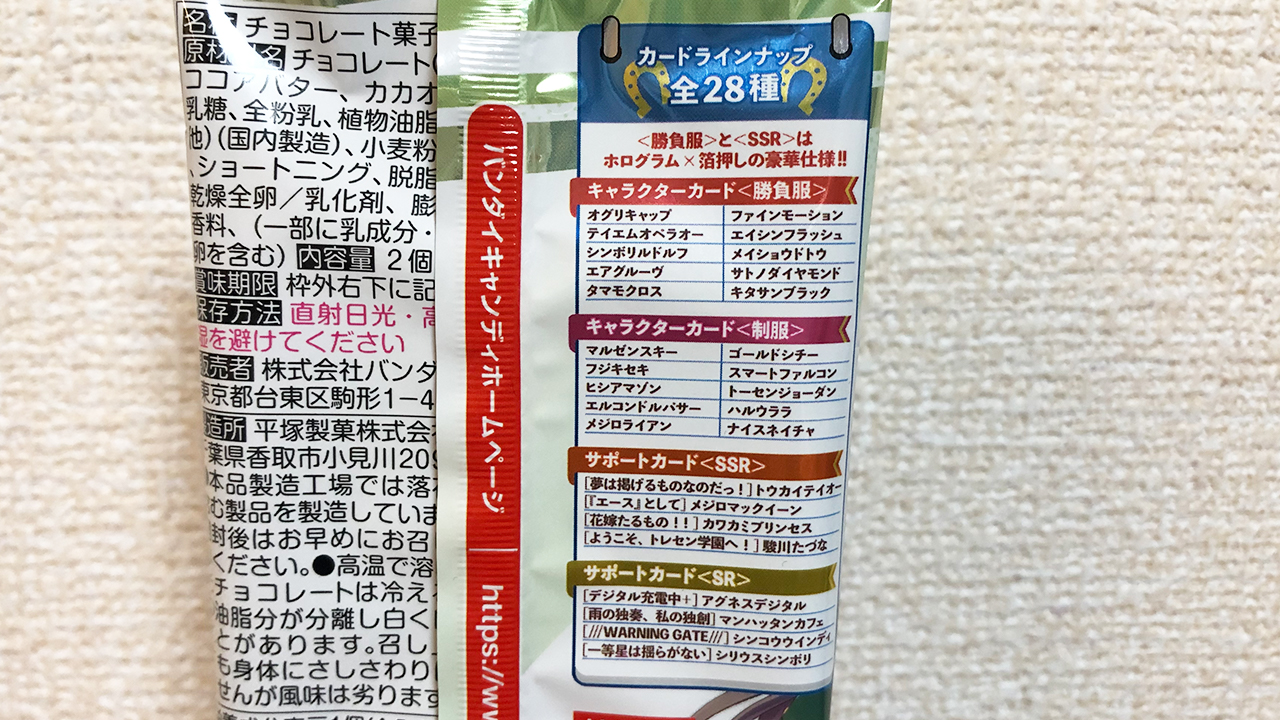 名称 チョコレート菓子
原材料名 チョコレート(
ココアバター、カカオ
乳糖、全粉乳、植物油脂
他)(国内製造)、小麦粉
、ショートニング、脱脂
乾燥全卵/乳化剤、膨
香料、(一部に乳成分・
卵を含む) 内容量 2個
賞味期限 枠外右下に記
保存方法 直射日光・高
湿を避けてください
販売者 株式会社バンダ
東京都台東区駒形1-4
製造所 平塚製菓株式会
千葉県香取市小見川209
本品製造工場では落花
む製品を製造していま
封後はお早めにお召
ください。●高温で溶
チョコレートは冷え
油脂分が分離し白く
とがあります。召し
も身体にさしさわり
せんが風味は劣ります
バンダイキャンディホームページ
https://w
カードラインナップ
全28種
<勝負服>と<SSR>は
ホログラム×箔押しの豪華仕様!!
キャラクターカード<勝負服>
オグリキャップ ファインモーション
テイエムオペラオー エイシンフラッシュ
シンボリルドルフ メイショウドトウ
エアグルーヴ サトノダイヤモンド
タマモクロス キタサンブラック
キャラクターカード<制服>
マルゼンスキー ゴールドシチー
フジキセキ スマートファルコン
ヒシアマゾン トーセンジョーダン
エルコンドルパサー ハルウララ
メジロライアン ナイスネイチャ
サポートカード<SSR>
[夢は掲げるものなのだっ!]トウカイテイオー
[『エース』として]メジロマックイーン
[花嫁たるもの!!]カワカミプリンセス
[ようこそ、トレセン学園へ!]駿川たづな
サポートカード<SR>
[デジタル充電中+]アグネスデジタル
[雨の独奏、私の独創]マンハッタンカフェ
[///WARNING GATE///]シンコウウインディ
[一等星は揺らがない]シリウスシンボリ